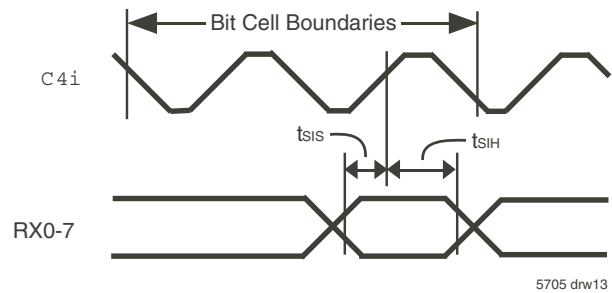 Bit Cell Boundaries
C4i
tSIS
tSIH
RX0-7
5705 drw13